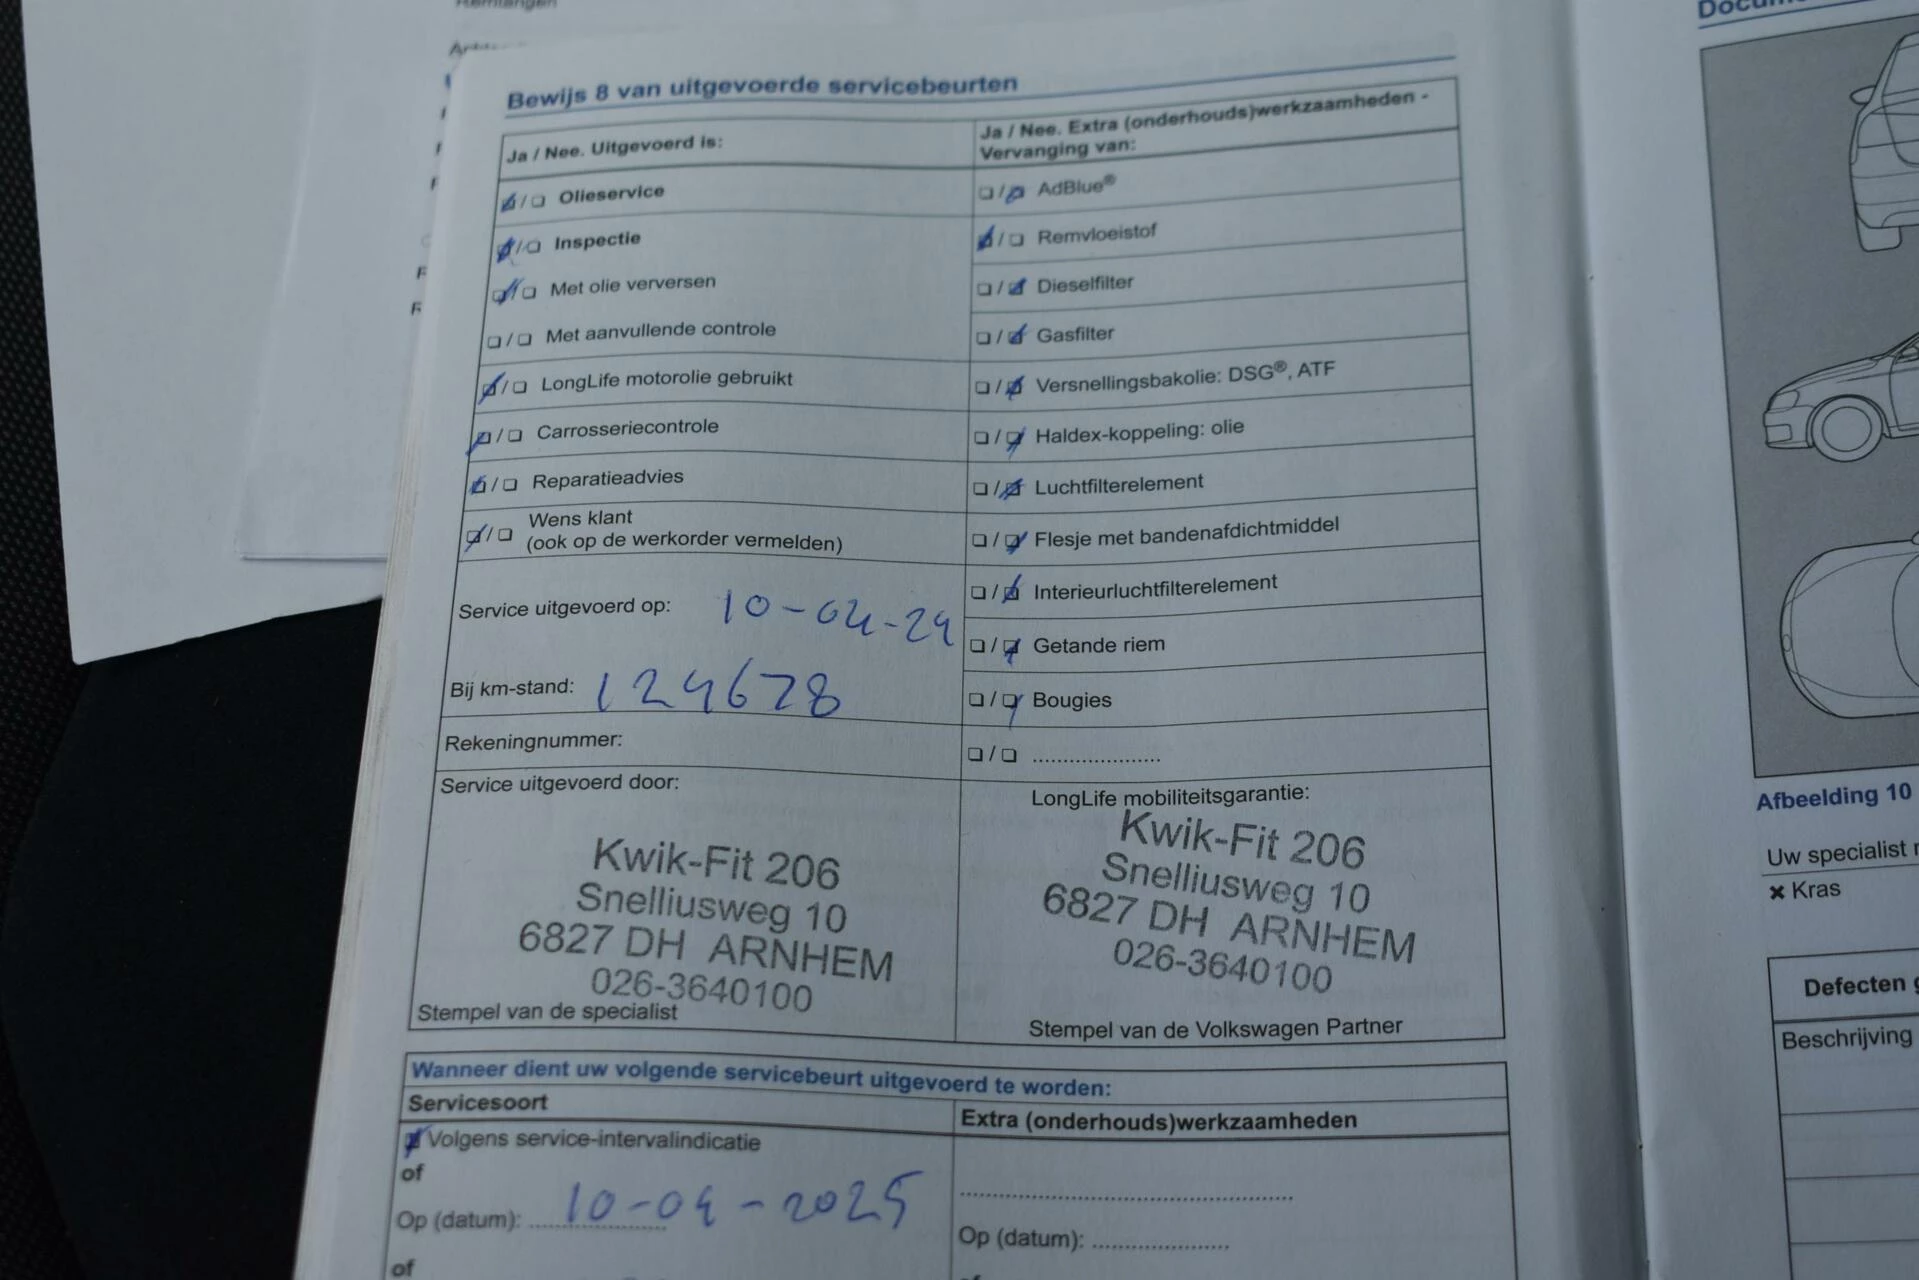 Remtangen
Bewijs 8 van uitgevoerde servicebeurten
Ja / Nee. Uitgevoerd is:
Olieservice
Inspectie
Met olie verversen
Met aanvullende controle
LongLife motorolie gebruikt
Carrosseriecontrole
Reparatieadvies
Wens klant
(ook op de werkorder vermelden)
Service uitgevoerd op: 10-04-24
Bij km-stand: 124678
Rekeningnummer:
Service uitgevoerd door:
Kwik-Fit 206
Snelliusweg 10
6827 DH ARNHEM
026-3640100
Stempel van de specialist
Ja / Nee. Extra (onderhouds)werkzaamheden -
Vervanging van:
AdBlue®
Remvloeistof
Dieselfilter
Gasfilter
Versnellingsbakolie: DSG®, ATF
Haldex-koppeling: olie
Luchtfilterelement
Flesje met bandenafdichtmiddel
Interieurluchtfilterelement
Getande riem
Bougies
LongLife mobiliteitsgarantie:
Kwik-Fit 206
Snelliusweg 10
6827 DH ARNHEM
026-3640100
Stempel van de Volkswagen Partner
Wanneer dient uw volgende servicebeurt uitgevoerd te worden:
Servicesoort
Volgens service-intervalindicatie
of
Op (datum): 10-04-2025
of
Extra (onderhouds)werkzaamheden
Op (datum):
Afbeelding 10
Uw specialist
Kras
Defecten
Beschrijving